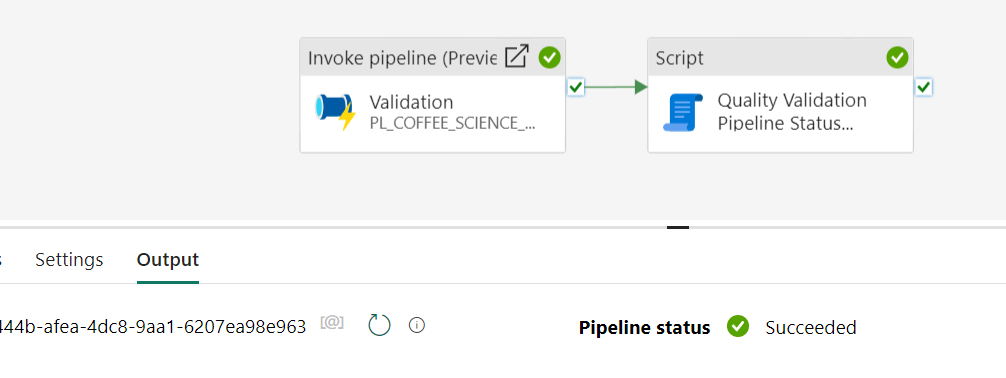 Invoke pipeline (Previe
Script
Validation
PL_COFFEE_SCIENCE_...
Quality Validation
Pipeline Status...
Settings
Output
444b-afea-4dc8-9aa1-6207ea98e963
[@]
Pipeline status
Succeeded